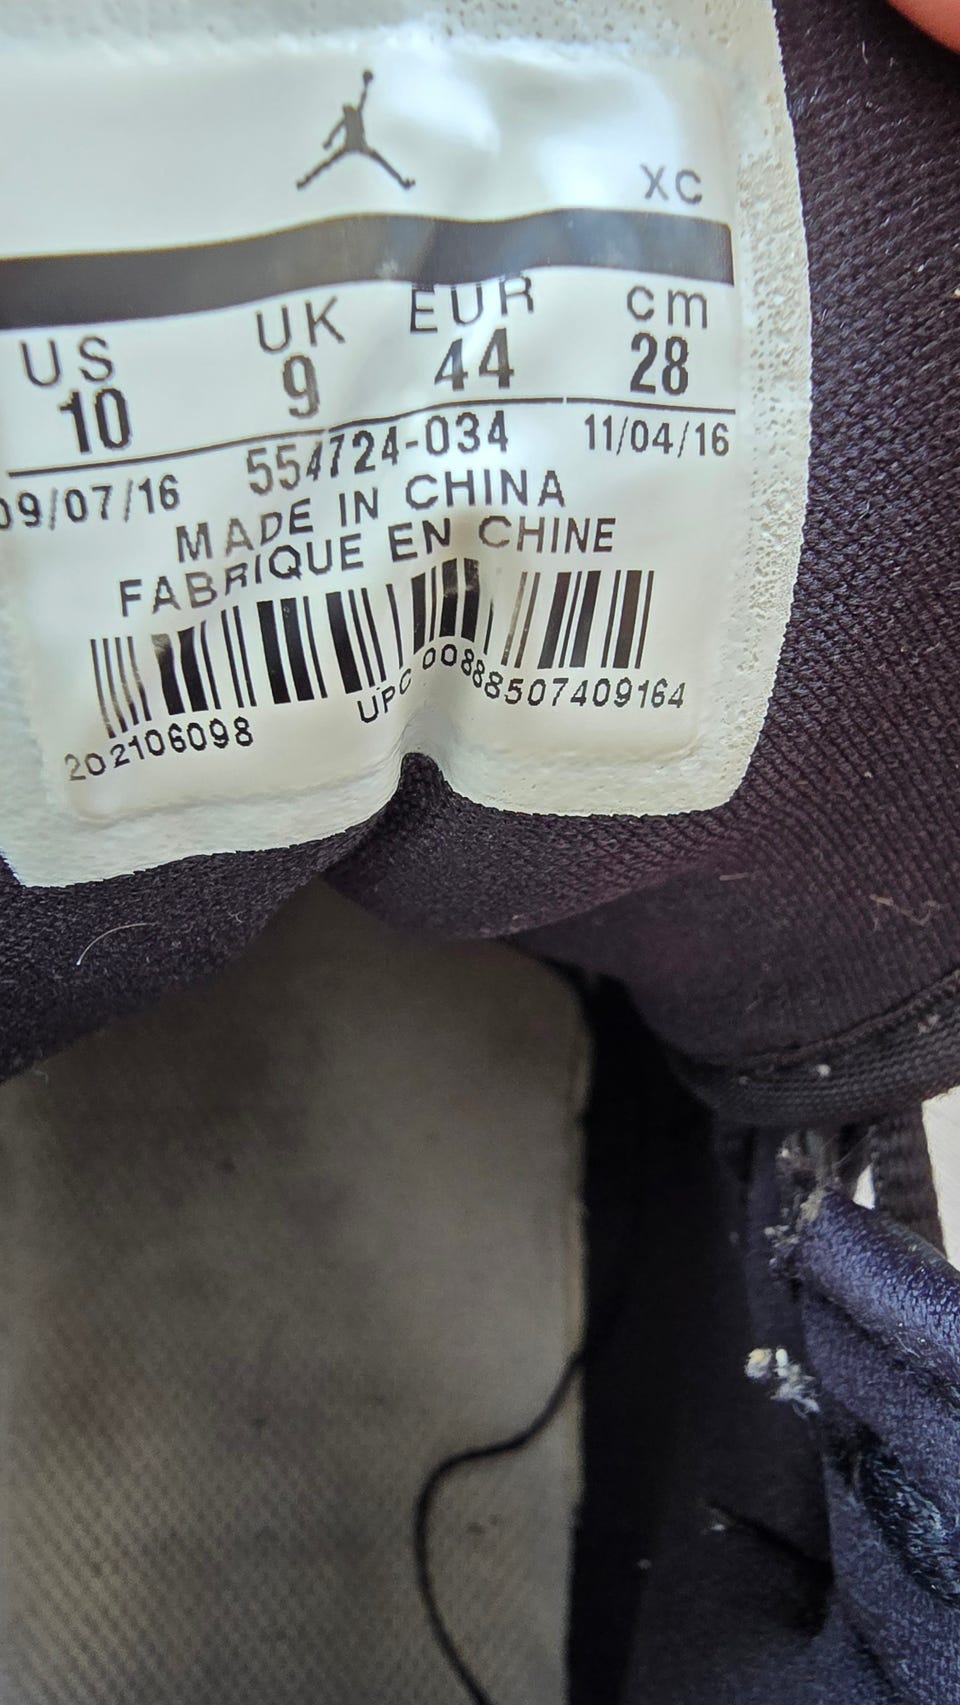 XC
US UK EUR cm
10 9 44 28
09/07/16 554724-034 11/04/16
MADE IN CHINA
FABRIQUE EN CHINE
202106098 UPC 00888507409164